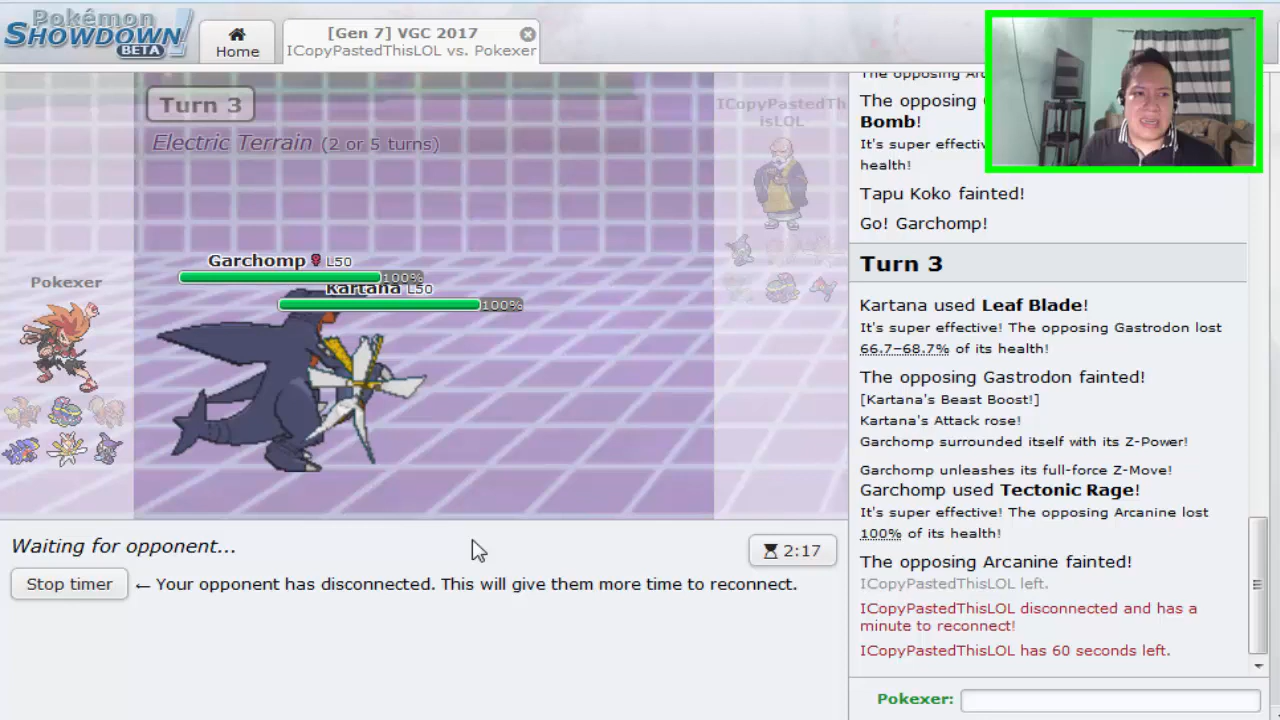 Pokémon
SHOWDOWN!
BETA
Home
[Gen 7] VGC 2017
ICopyPastedThisLOL vs. Pokexer
Turn 3
Electric Terrain (2 or 5 turns)
ICopyPastedTh
isLOL
Garchomp L50
100%
Kartana L50
100%
Pokexer
Waiting for opponent...
2:17
Stop timer
← Your opponent has disconnected. This will give them more time to reconnect.
The opposing Arc
The opposing
Bomb!
It's super effectiv
health!
Tapu Koko fainted!
Go! Garchomp!
Turn 3
Kartana used Leaf Blade!
It's super effective! The opposing Gastrodon lost
66.7–68.7% of its health!
The opposing Gastrodon fainted!
[Kartana's Beast Boost!]
Kartana's Attack rose!
Garchomp surrounded itself with its Z-Power!
Garchomp unleashes its full-force Z-Move!
Garchomp used Tectonic Rage!
It's super effective! The opposing Arcanine lost
100% of its health!
The opposing Arcanine fainted!
ICopyPastedThisLOL left.
ICopyPastedThisLOL disconnected and has a
minute to reconnect!
ICopyPastedThisLOL has 60 seconds left.
Pokexer: